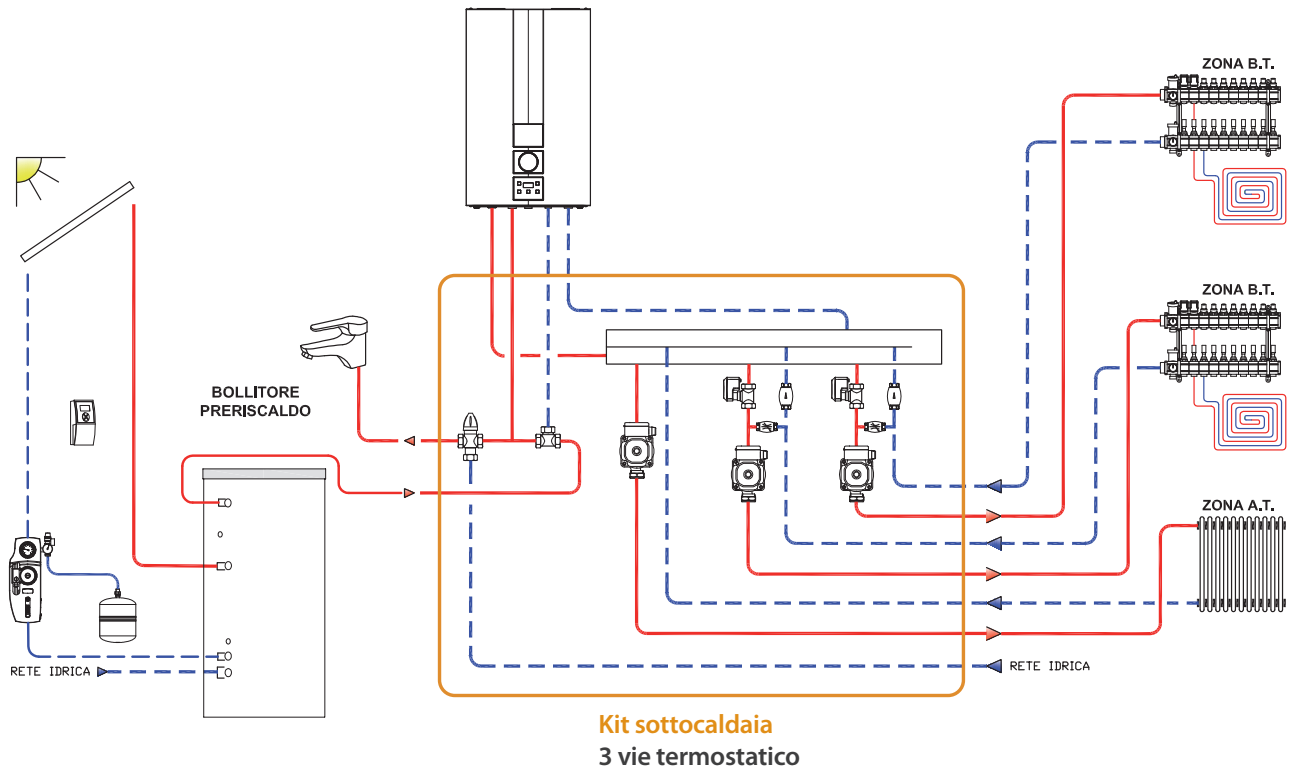 ZONA B.T.
ZONA B.T.
BOLLITORE
PRERISCALDO
ZONA A.T.
RETE IDRICA
RETE IDRICA
Kit sottocaldaia
3 vie termostatico